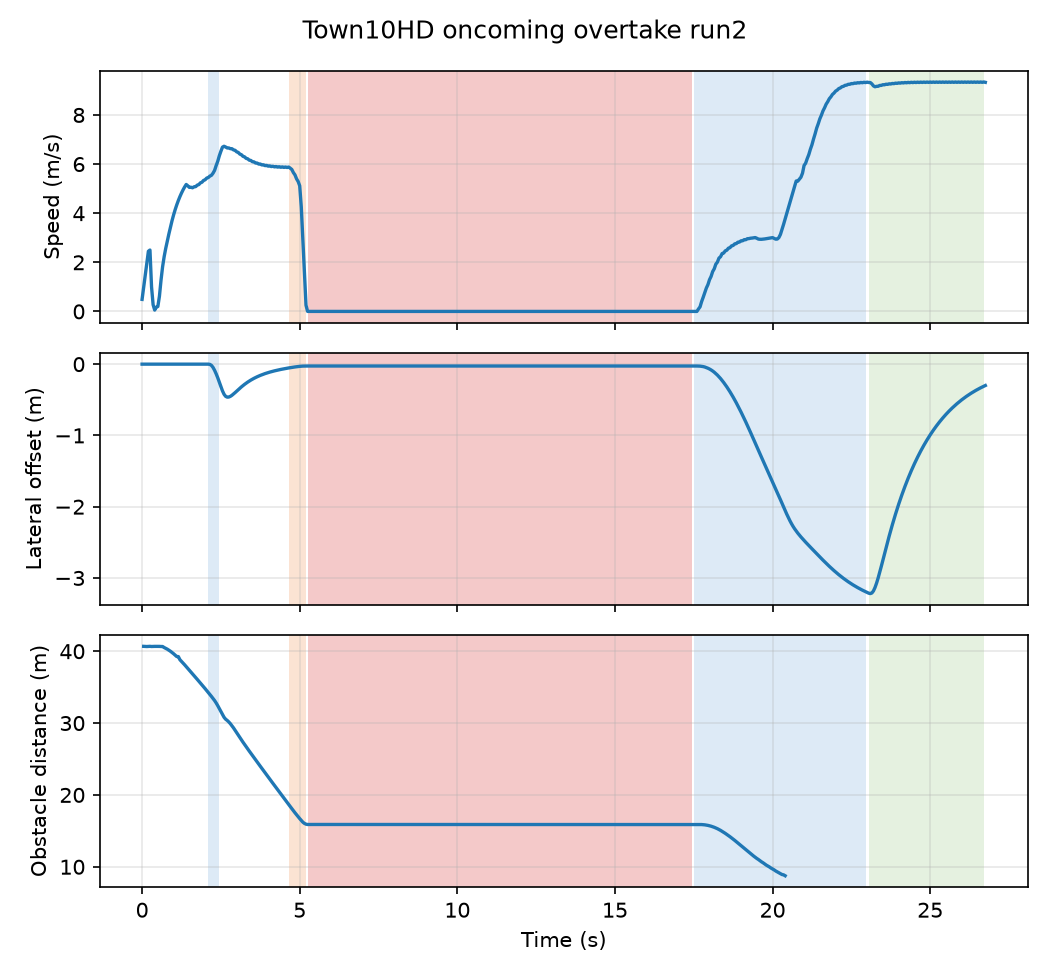 Town10HD oncoming overtake run2
Speed (m/s)
8
6
4
2
0
Lateral offset (m)
0
−1
−2
−3
Obstacle distance (m)
40
30
20
10
0 5 10 15 20 25
Time (s)